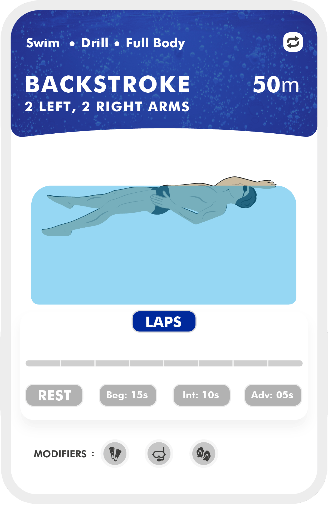 Swim • Drill • Full Body
BACKSTROKE 50m
2 LEFT, 2 RIGHT ARMS
LAPS
REST Beg: 15s Int: 10s Adv: 05s
MODIFIERS :